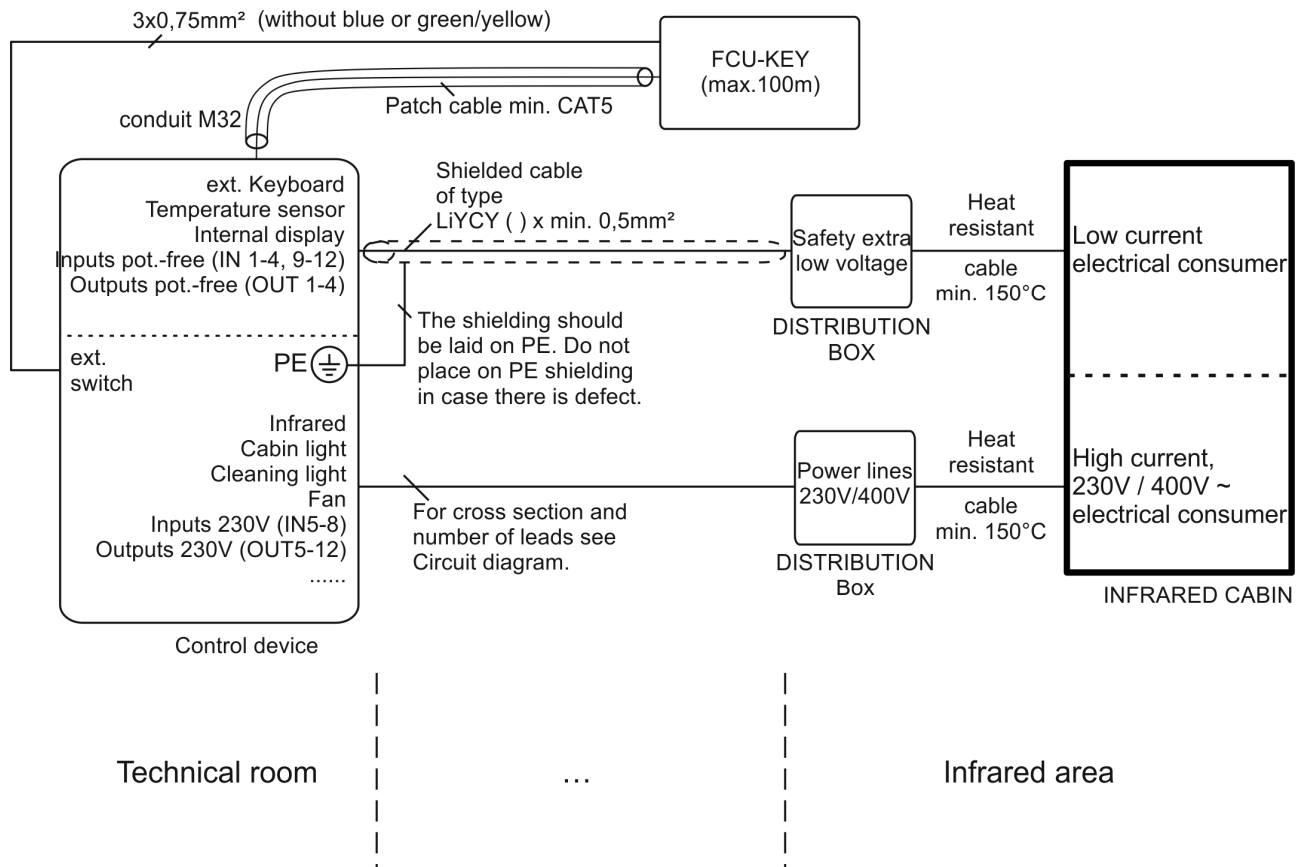 3x0,75mm² (without blue or green/yellow)
FCU-KEY
(max.100m)
Patch cable min. CAT5
conduit M32
ext. Keyboard
Temperature sensor
Internal display
Inputs pot.-free (IN 1-4, 9-12)
Outputs pot.-free (OUT 1-4)
ext.
switch
PE
Infrared
Cabin light
Cleaning light
Fan
Inputs 230V (IN5-8)
Outputs 230V (OUT5-12)
......
Control device
Shielded cable
of type
LiYCY ( ) x min. 0,5mm²
The shielding should
be laid on PE. Do not
place on PE shielding
in case there is defect.
For cross section and
number of leads see
Circuit diagram.
Safety extra
low voltage
DISTRIBUTION
BOX
Heat
resistant
cable
min. 150°C
Low current
electrical consumer
Power lines
230V/400V
DISTRIBUTION
Box
Heat
resistant
cable
min. 150°C
High current,
230V / 400V ~
electrical consumer
INFRARED CABIN
Technical room
...
Infrared area